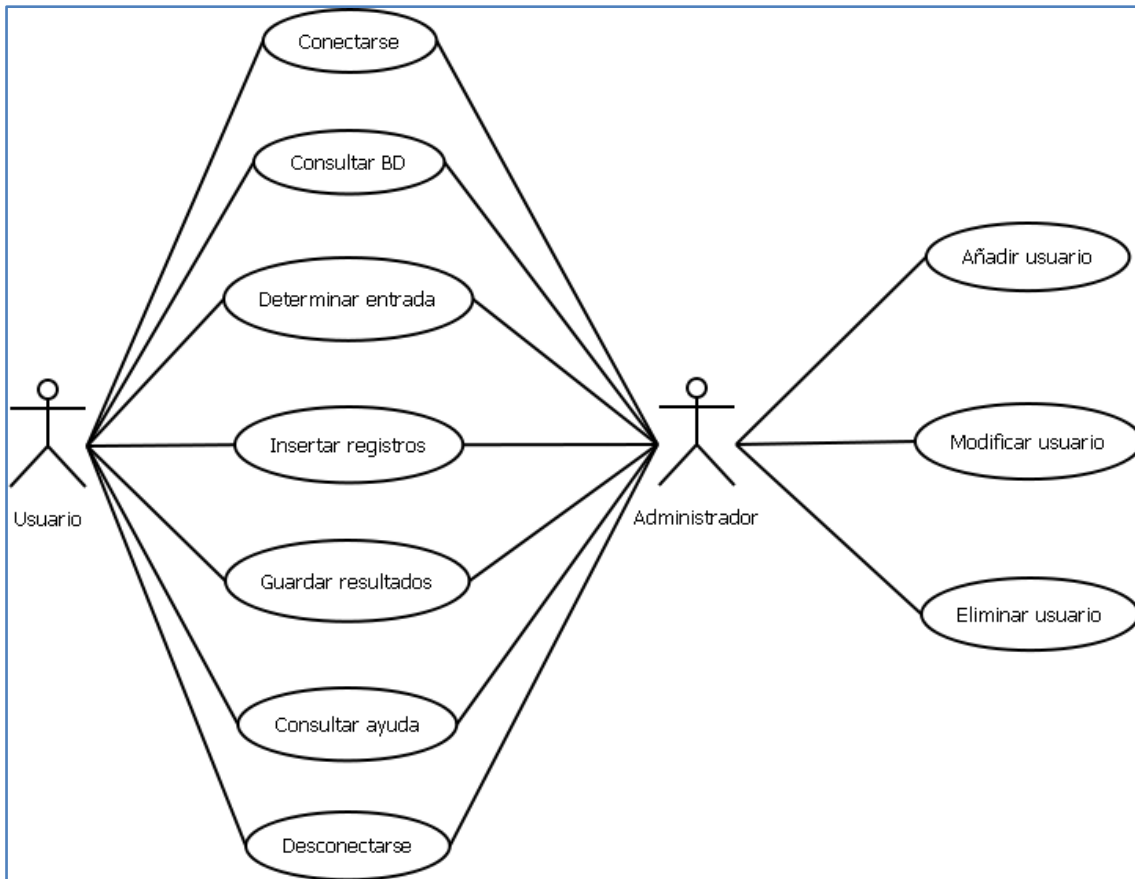 Conectarse
Consultar BD
Determinar entrada
Insertar registros
Guardar resultados
Consultar ayuda
Desconectarse
Usuario
Administrador
Añadir usuario
Modificar usuario
Eliminar usuario